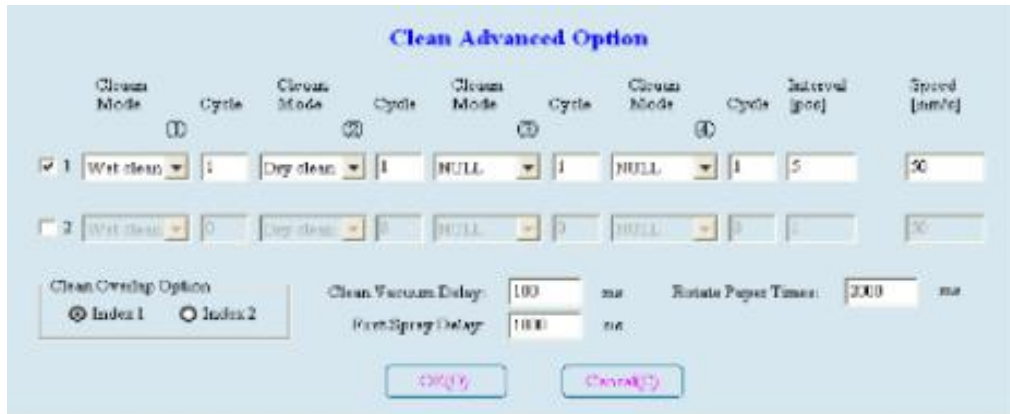 Clean Advanced Option
Clean Mode Cycle Clean Mode Cycle Clean Mode Cycle Clean Mode Cycle Interval [pcs] Speed [mm/s]
(1) (2) (3) (4)
1 Wet clean 1 Dry clean 1 NULL 1 NULL 1 5 50
2 Wet clean 0 Dry clean 0 NULL 0 NULL 0
Clean Overlap Option
Index 1 Index 2
Clean Vacuum Delay: 100 ms Rotate Paper Times: ms
Spray Delay: 1000 ms
OK(O) Cancel(C)